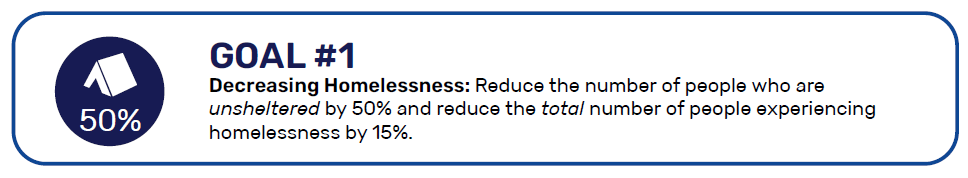 GOAL #1
Decreasing Homelessness: Reduce the number of people who are
unsheltered by 50% and reduce the total number of people experiencing
homelessness by 15%.
50%